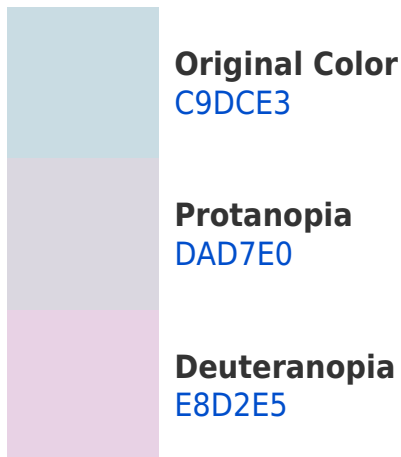 Original Color
C9DCE3
Protanopia
DAD7E0
Deuteranopia
E8D2E5